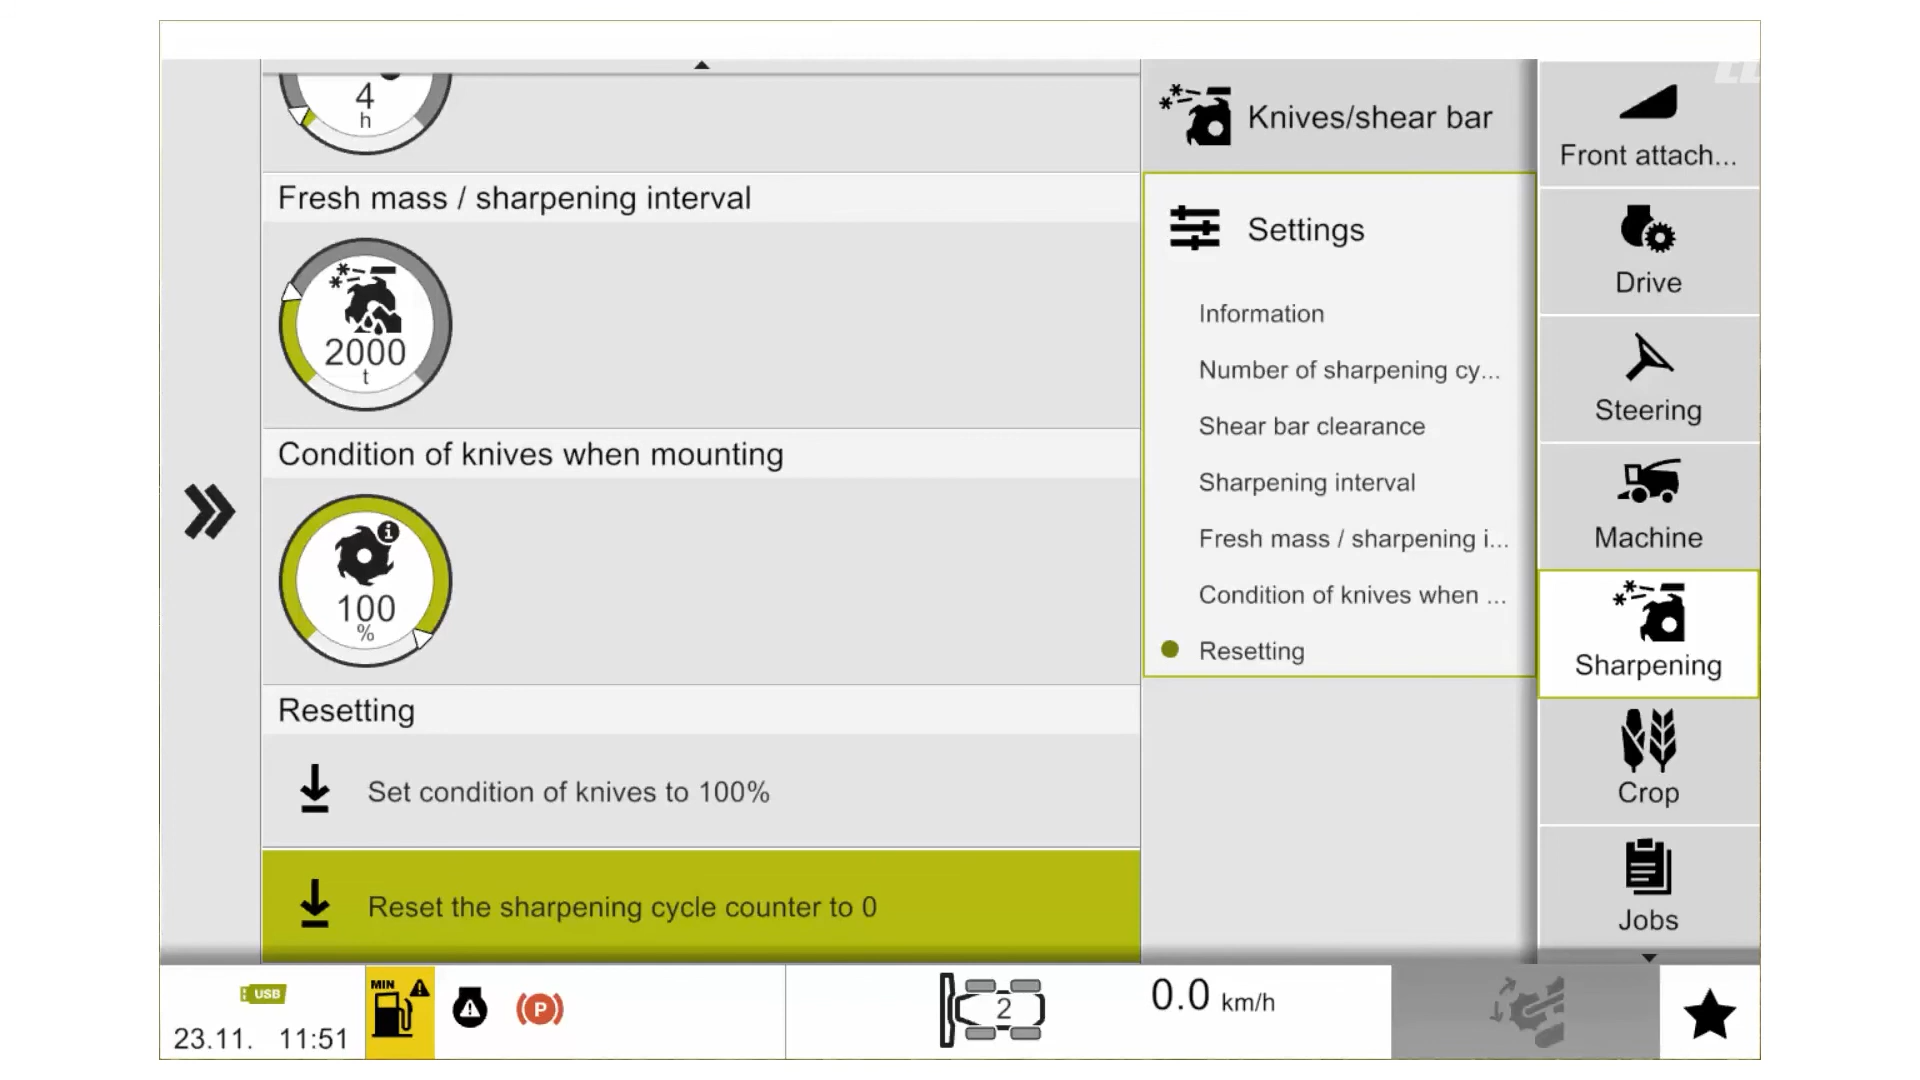 4
h
Fresh mass / sharpening interval
2000
t
Condition of knives when mounting
100
%
Resetting
Set condition of knives to 100%
Reset the sharpening cycle counter to 0
Knives/shear bar
Settings
Information
Number of sharpening cy...
Shear bar clearance
Sharpening interval
Fresh mass / sharpening i...
Condition of knives when ...
Resetting
Front attach...
Drive
Steering
Machine
Sharpening
Crop
Jobs
USB
23.11. 11:51
MIN
P
2
0.0 km/h